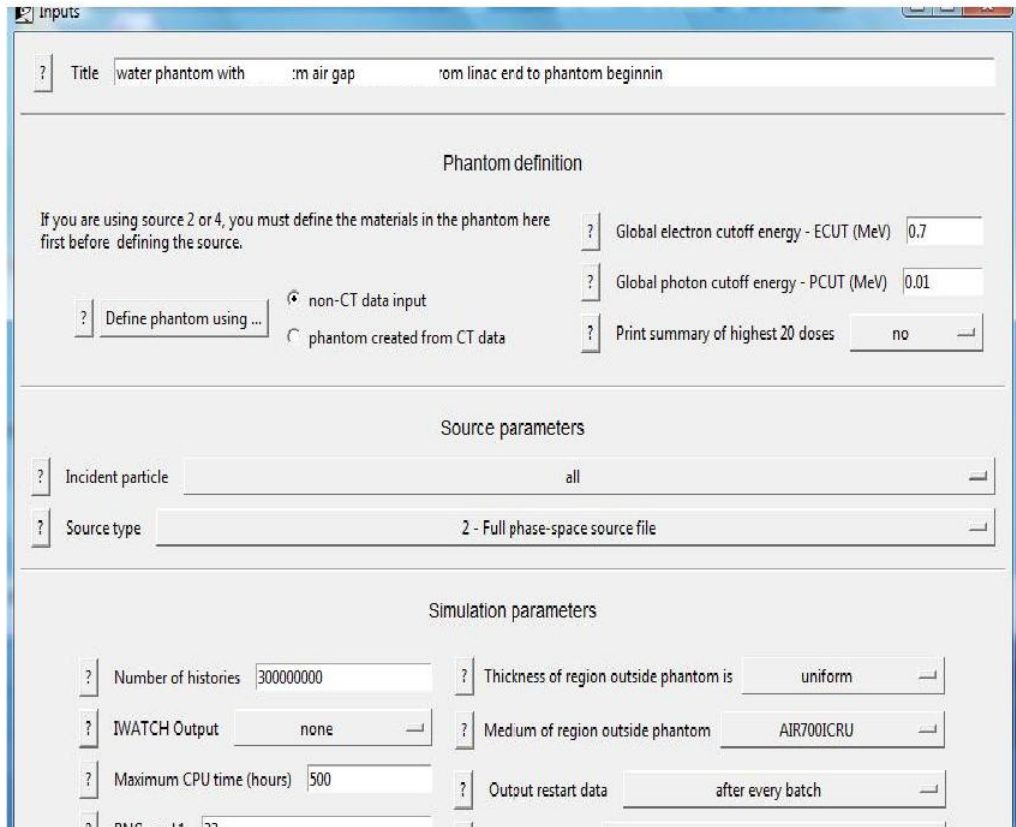 Inputs
? Title water phantom with :m air gap rom linac end to phantom beginnin
Phantom definition
If you are using source 2 or 4, you must define the materials in the phantom here
first before defining the source.
? Define phantom using ...
non-CT data input
phantom created from CT data
? Global electron cutoff energy - ECUT (MeV) 0.7
? Global photon cutoff energy - PCUT (MeV) 0.01
? Print summary of highest 20 doses no
Source parameters
? Incident particle all
? Source type 2 - Full phase-space source file
Simulation parameters
? Number of histories 300000000
? Thickness of region outside phantom is uniform
? IWATCH Output none
? Medium of region outside phantom AIR700ICRU
? Maximum CPU time (hours) 500
? Output restart data after every batch